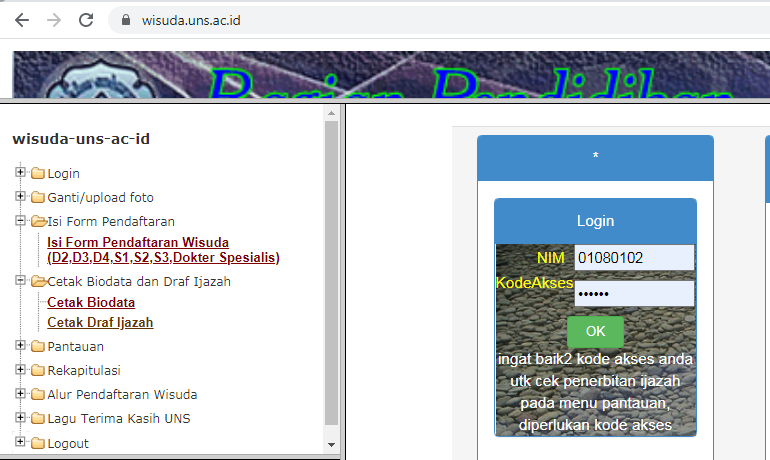 wisuda.uns.ac.id
Bagian Pendidikan
wisuda-uns-ac-id
Login
Ganti/upload foto
Isi Form Pendaftaran
Isi Form Pendaftaran Wisuda
(D2,D3,D4,S1,S2,S3,Dokter Spesialis)
Cetak Biodata dan Draf Ijazah
Cetak Biodata
Cetak Draf Ijazah
Pantauan
Rekapitulasi
Alur Pendaftaran Wisuda
Lagu Terima Kasih UNS
Logout
*
Login
NIM 01080102
KodeAkses ••••••
OK
ingat baik2 kode akses anda
utk cek penerbitan ijazah
pada menu pantauan,
diperlukan kode akses